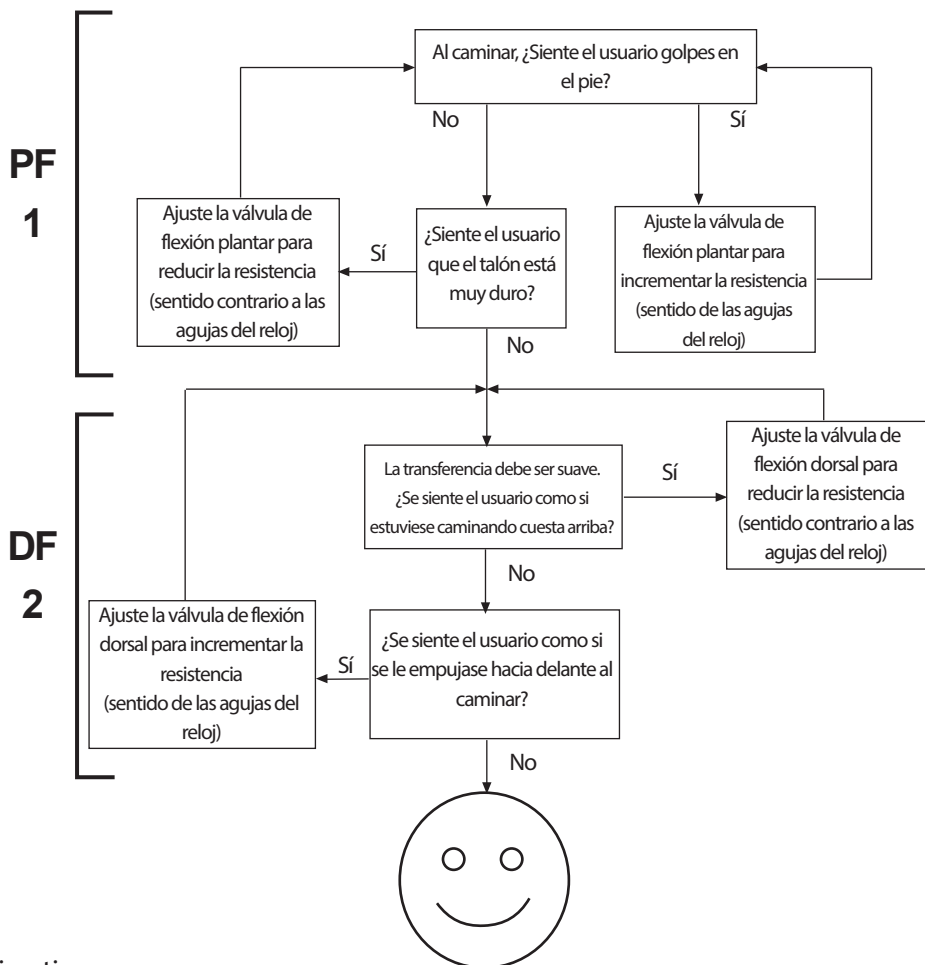 PF
1
Al caminar, ¿Siente el usuario golpes en
el pie?
No
Sí
Ajuste la válvula de
flexión plantar para
reducir la resistencia
(sentido contrario a las
agujas del reloj)
Sí
¿Siente el usuario
que el talón está
muy duro?
Ajuste la válvula de
flexión plantar para
incrementar la resistencia
(sentido de las agujas
del reloj)
No
DF
2
La transferencia debe ser suave.
¿Se siente el usuario como si
estuviese caminando cuesta arriba?
Sí
Ajuste la válvula de
flexión dorsal para
reducir la resistencia
(sentido contrario a las
agujas del reloj)
No
Ajuste la válvula de flexión
dorsal para incrementar la
resistencia
(sentido de las agujas del
reloj)
Sí
¿Se siente el usuario como si
se le empujase hacia delante al
caminar?
No